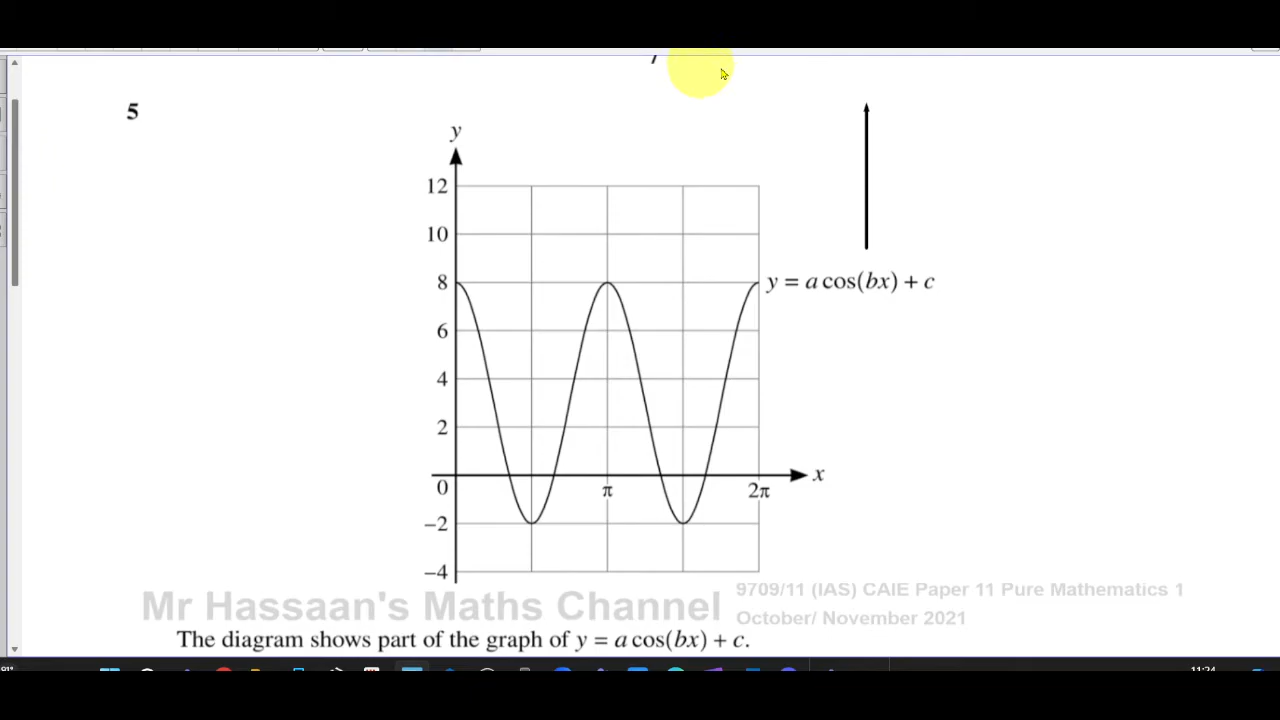 5
y
12
10
8
y = a cos(bx) + c
6
4
2
0
π
2π
x
−2
−4
Mr Hassaan's Maths Channel
9709/11 (IAS) CAIE Paper 11 Pure Mathematics 1
October/ November 2021
The diagram shows part of the graph of y = a cos(bx) + c.